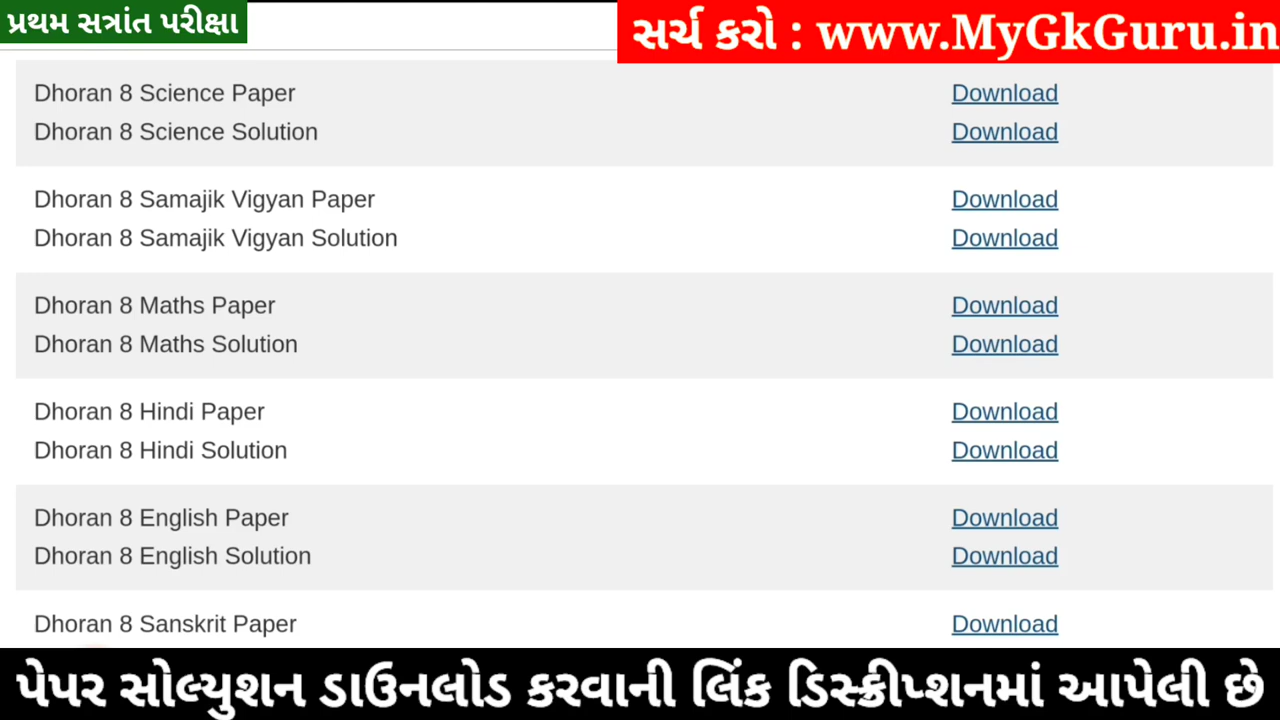 પ્રથમ સત્રાંત પરીક્ષા
સર્ચ કરો : www.MyGkGuru.in
Dhoran 8 Science Paper Download
Dhoran 8 Science Solution Download
Dhoran 8 Samajik Vigyan Paper Download
Dhoran 8 Samajik Vigyan Solution Download
Dhoran 8 Maths Paper Download
Dhoran 8 Maths Solution Download
Dhoran 8 Hindi Paper Download
Dhoran 8 Hindi Solution Download
Dhoran 8 English Paper Download
Dhoran 8 English Solution Download
Dhoran 8 Sanskrit Paper Download
પેપર સોલ્યુશન ડાઉનલોડ કરવાની લિંક ડિસ્ક્રીપ્શનમાં આપેલી છે